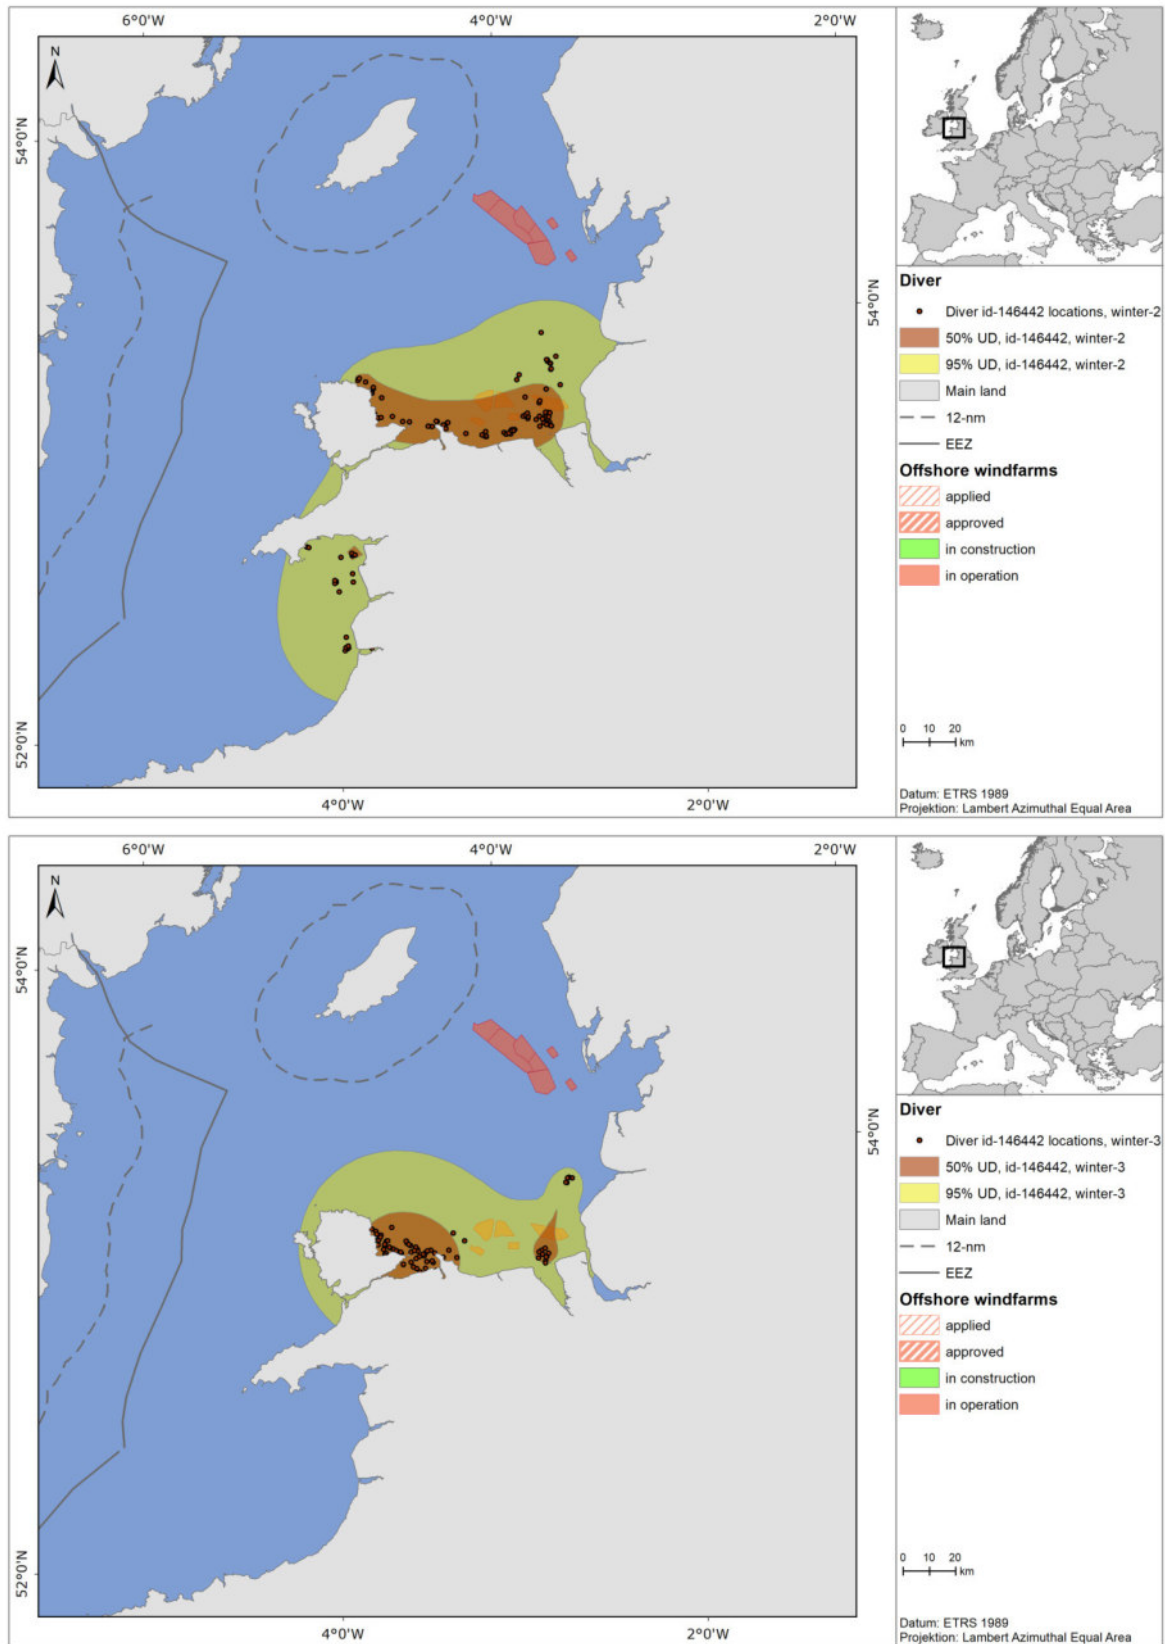 6°0'W 4°0'W 2°0'W
N
54°0'N
54°0'N
52°0'N
4°0'W 2°0'W
Diver
Diver id-146442 locations, winter-2
50% UD, id-146442, winter-2
95% UD, id-146442, winter-2
Main land
12-nm
EEZ
Offshore windfarms
applied
approved
in construction
in operation
0 10 20
km
Datum: ETRS 1989
Projektion: Lambert Azimuthal Equal Area
6°0'W 4°0'W 2°0'W
N
54°0'N
54°0'N
52°0'N
4°0'W 2°0'W
Diver
Diver id-146442 locations, winter-3
50% UD, id-146442, winter-3
95% UD, id-146442, winter-3
Main land
12-nm
EEZ
Offshore windfarms
applied
approved
in construction
in operation
0 10 20
km
Datum: ETRS 1989
Projektion: Lambert Azimuthal Equal Area